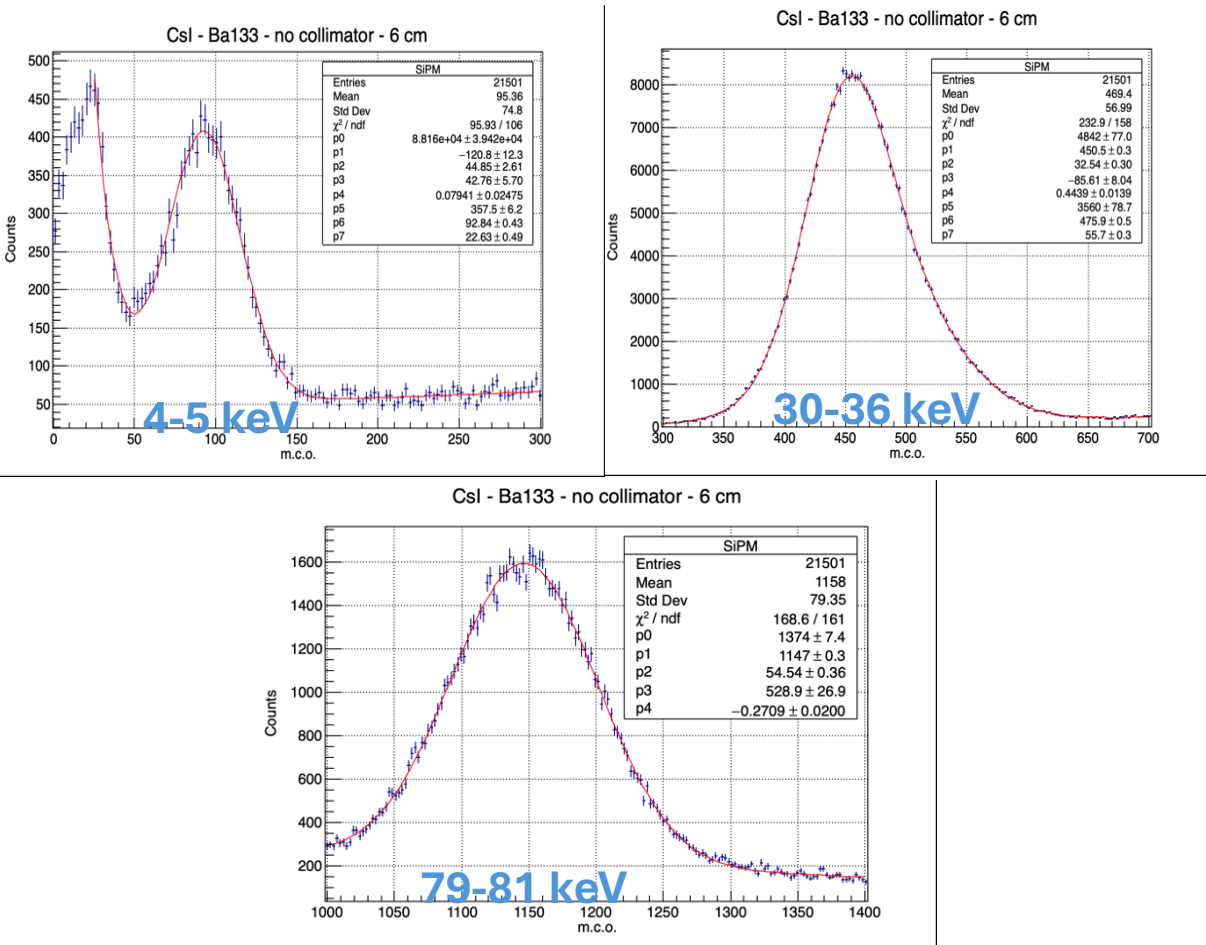 CsI - Ba133 - no collimator - 6 cm
SiPM
Entries 21501
Mean 95.36
Std Dev 74.8
χ² / ndf 95.93 / 106
p0 8.816e+04 ± 3.942e+04
p1 −120.8 ± 12.3
p2 44.85 ± 2.61
p3 42.76 ± 5.70
p4 0.07941 ± 0.02475
p5 357.5 ± 6.2
p6 92.84 ± 0.43
p7 22.63 ± 0.49
Counts
500
450
400
350
300
250
200
150
100
50
4-5 keV
0 50 100 150 200 250 300
m.c.o.
CsI - Ba133 - no collimator - 6 cm
SiPM
Entries 21501
Mean 469.4
Std Dev 56.99
χ² / ndf 232.9 / 158
p0 4842 ± 77.0
p1 450.5 ± 0.3
p2 32.54 ± 0.30
p3 −85.61 ± 8.04
p4 0.4439 ± 0.0139
p5 3560 ± 78.7
p6 475.9 ± 0.5
p7 55.7 ± 0.3
Counts
8000
7000
6000
5000
4000
3000
2000
1000
0
30-36 keV
300 350 400 450 500 550 600 650 700
m.c.o.
CsI - Ba133 - no collimator - 6 cm
SiPM
Entries 21501
Mean 1158
Std Dev 79.35
χ² / ndf 168.6 / 161
p0 1374 ± 7.4
p1 1147 ± 0.3
p2 54.54 ± 0.36
p3 528.9 ± 26.9
p4 −0.2709 ± 0.0200
Counts
1600
1400
1200
1000
800
600
400
200
79-81 keV
1000 1050 1100 1150 1200 1250 1300 1350 1400
m.c.o.